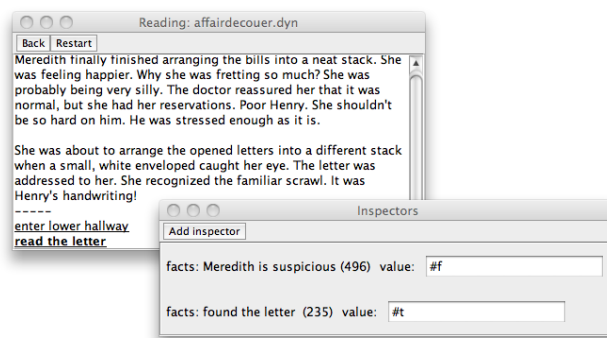 Reading: affairdecouer.dyn
Back Restart
Meredith finally finished arranging the bills into a neat stack. She
was feeling happier. Why she was fretting so much? She was
probably being very silly. The doctor reassured her that it was
normal, but she had her reservations. Poor Henry. She shouldn't
be so hard on him. He was stressed enough as it is.
She was about to arrange the opened letters into a different stack
when a small, white enveloped caught her eye. The letter was
addressed to her. She recognized the familiar scrawl. It was
Henry's handwriting!
-----
enter lower hallway
read the letter
Inspectors
Add inspector
facts: Meredith is suspicious (496) value: #f
facts: found the letter (235) value: #t